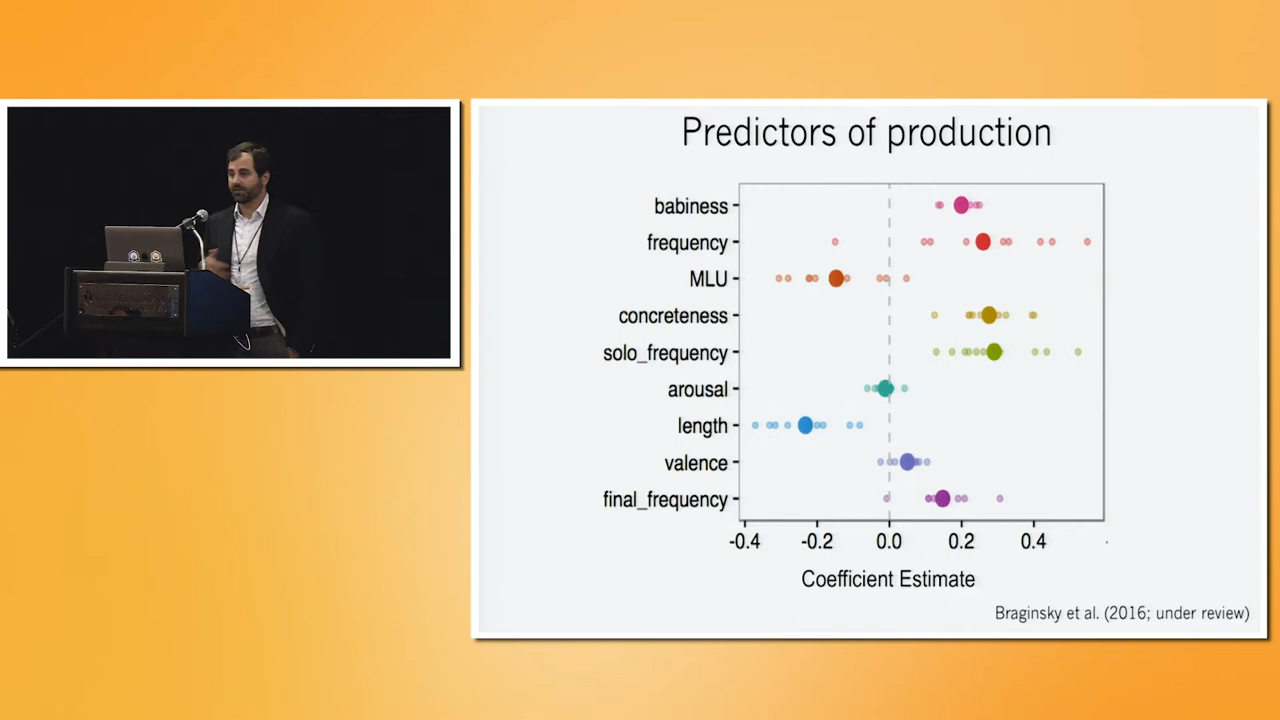 Predictors of production
babiness
frequency
MLU
concreteness
solo_frequency
arousal
length
valence
final_frequency
-0.4 -0.2 0.0 0.2 0.4
Coefficient Estimate
Braginsky et al. (2016; under review)